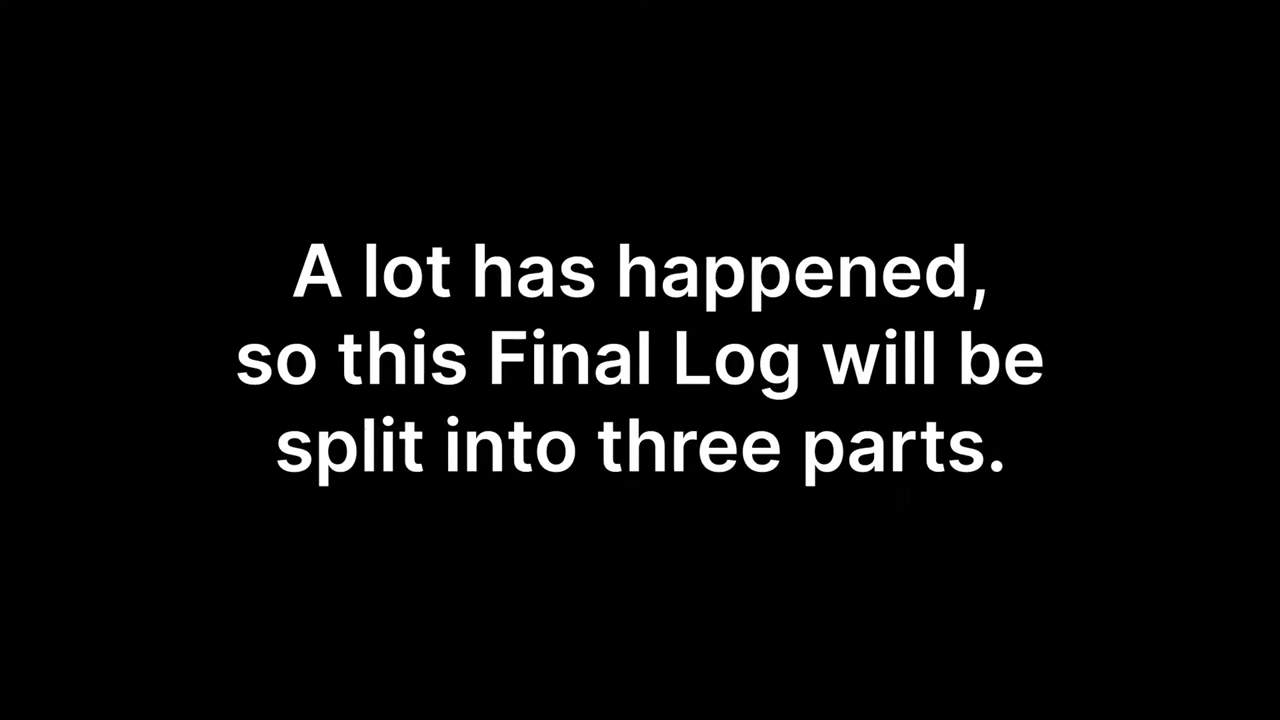 A lot has happened,
so this Final Log will be
split into three parts.